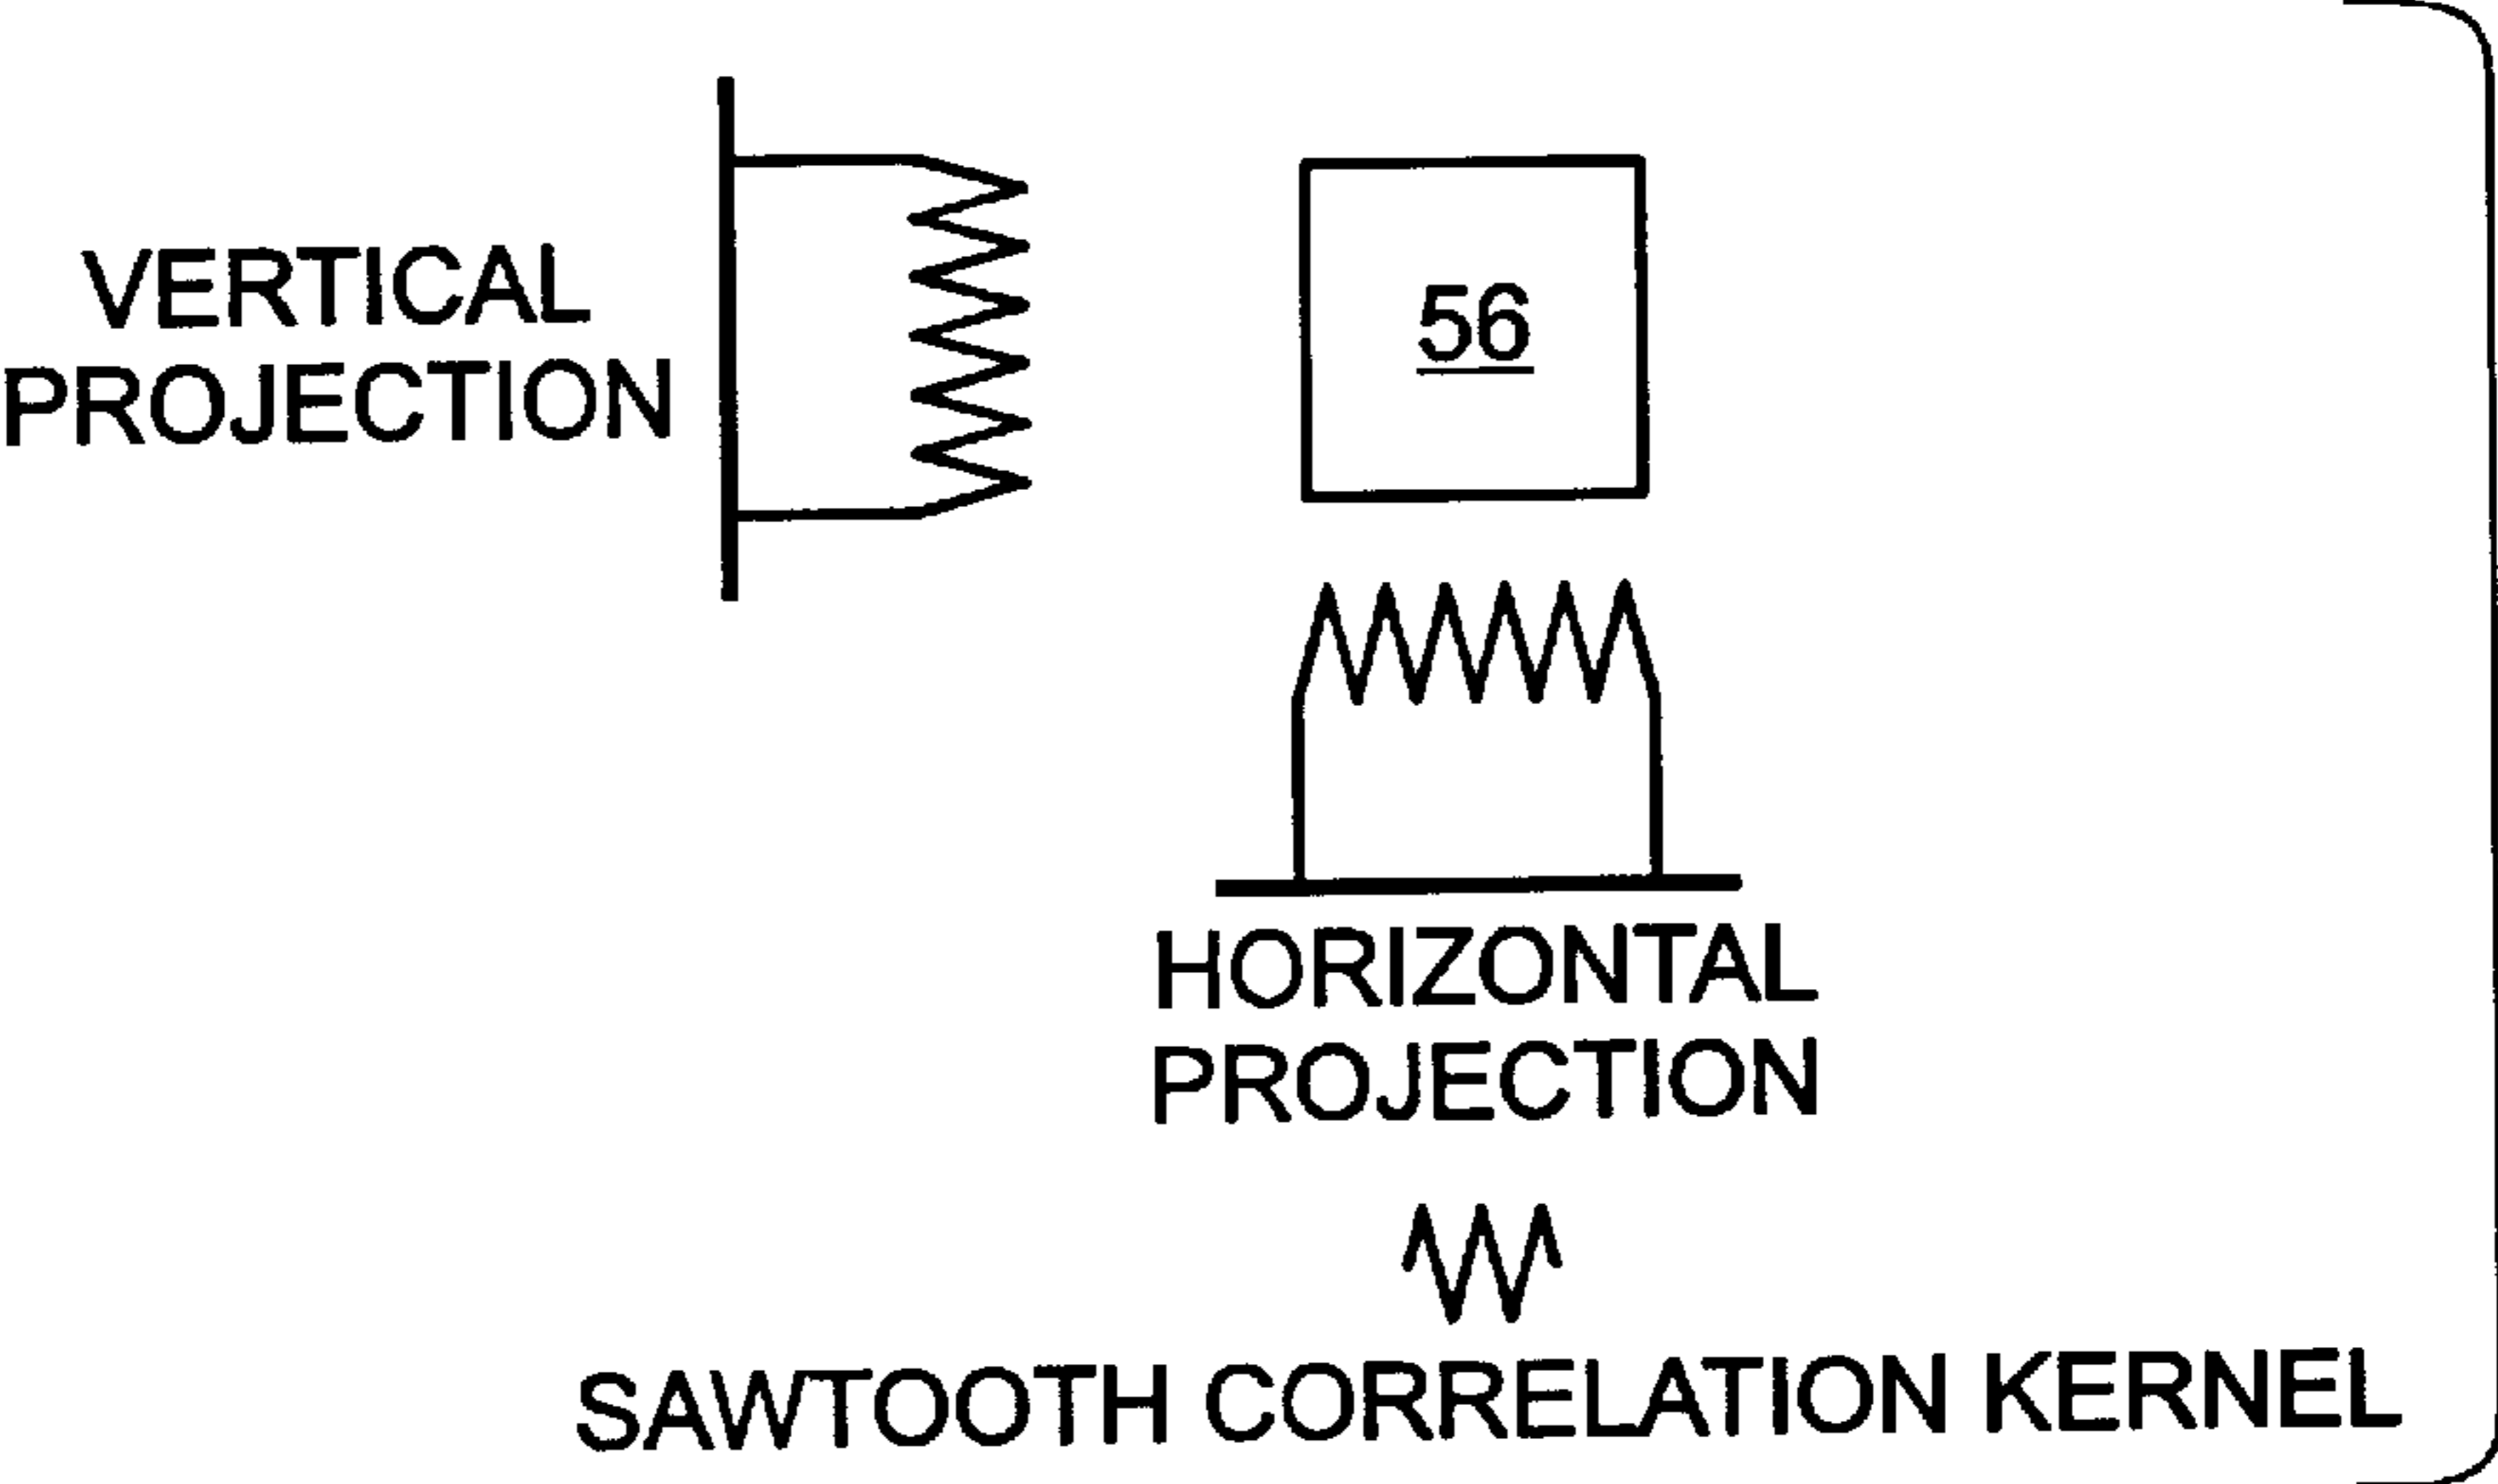 VERTICAL
PROJECTION
56
HORIZONTAL
PROJECTION
SAWTOOTH CORRELATION KERNEL